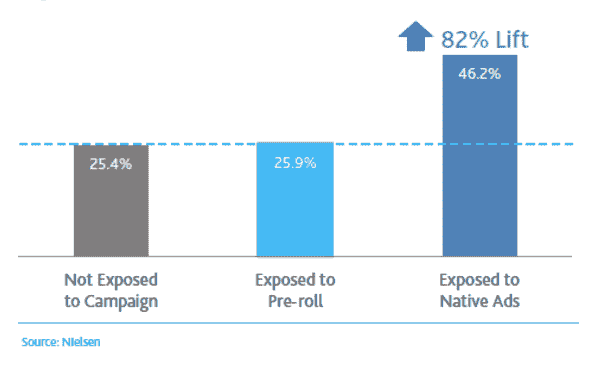 82% Lift
46.2%
25.4%
25.9%
Not Exposed
to Campaign
Exposed to
Pre-roll
Exposed to
Native Ads
Source: Nielsen